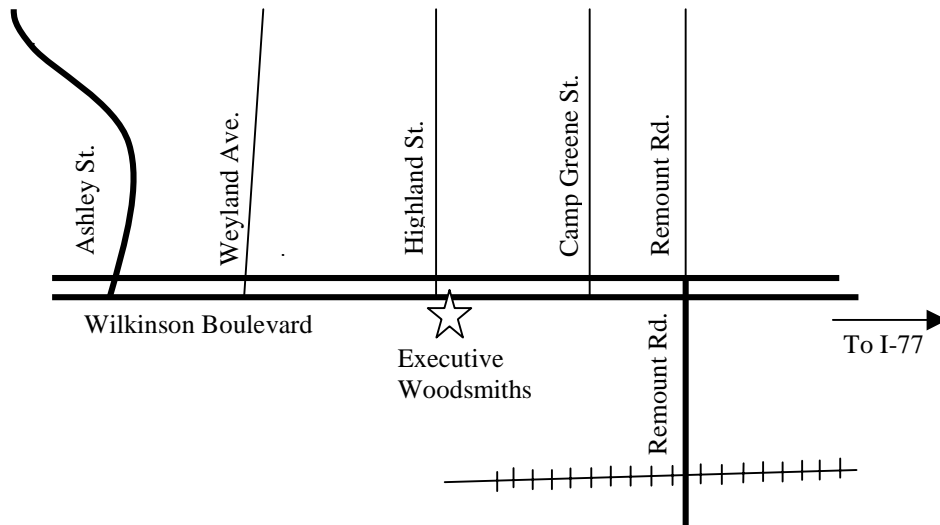 Ashley St.
Weyland Ave.
Highland St.
Camp Greene St.
Remount Rd.
Wilkinson Boulevard
Executive
Woodsmiths
Remount Rd.
To I-77